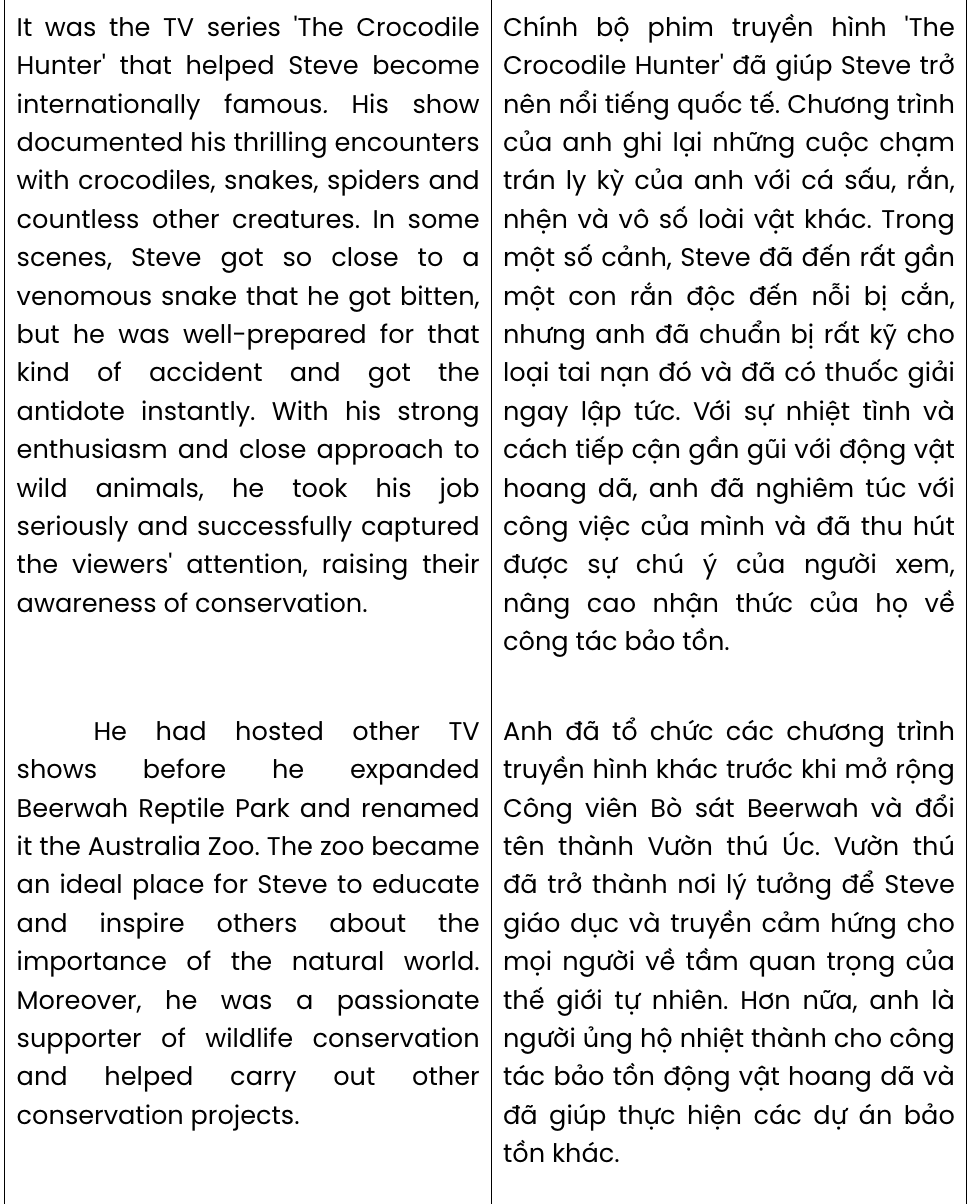 It was the TV series 'The Crocodile
Hunter' that helped Steve become
internationally famous. His show
documented his thrilling encounters
with crocodiles, snakes, spiders and
countless other creatures. In some
scenes, Steve got so close to a
venomous snake that he got bitten,
but he was well-prepared for that
kind of accident and got the
antidote instantly. With his strong
enthusiasm and close approach to
wild animals, he took his job
seriously and successfully captured
the viewers' attention, raising their
awareness of conservation.
He had hosted other TV
shows before he expanded
Beerwah Reptile Park and renamed
it the Australia Zoo. The zoo became
an ideal place for Steve to educate
and inspire others about the
importance of the natural world.
Moreover, he was a passionate
supporter of wildlife conservation
and helped carry out other
conservation projects.
Chính bộ phim truyền hình 'The
Crocodile Hunter' đã giúp Steve trở
nên nổi tiếng quốc tế. Chương trình
của anh ghi lại những cuộc chạm
trán ly kỳ của anh với cá sấu, rắn,
nhện và vô số loài vật khác. Trong
một số cảnh, Steve đã đến rất gần
một con rắn độc đến nỗi bị cắn,
nhưng anh đã chuẩn bị rất kỹ cho
loại tai nạn đó và đã có thuốc giải
ngay lập tức. Với sự nhiệt tình và
cách tiếp cận gần gũi với động vật
hoang dã, anh đã nghiêm túc với
công việc của mình và đã thu hút
được sự chú ý của người xem,
nâng cao nhận thức của họ về
công tác bảo tồn.
Anh đã tổ chức các chương trình
truyền hình khác trước khi mở rộng
Công viên Bò sát Beerwah và đổi
tên thành Vườn thú Úc. Vườn thú
đã trở thành nơi lý tưởng để Steve
giáo dục và truyền cảm hứng cho
mọi người về tầm quan trọng của
thế giới tự nhiên. Hơn nữa, anh là
người ủng hộ nhiệt thành cho công
tác bảo tồn động vật hoang dã và
đã giúp thực hiện các dự án bảo
tồn khác.